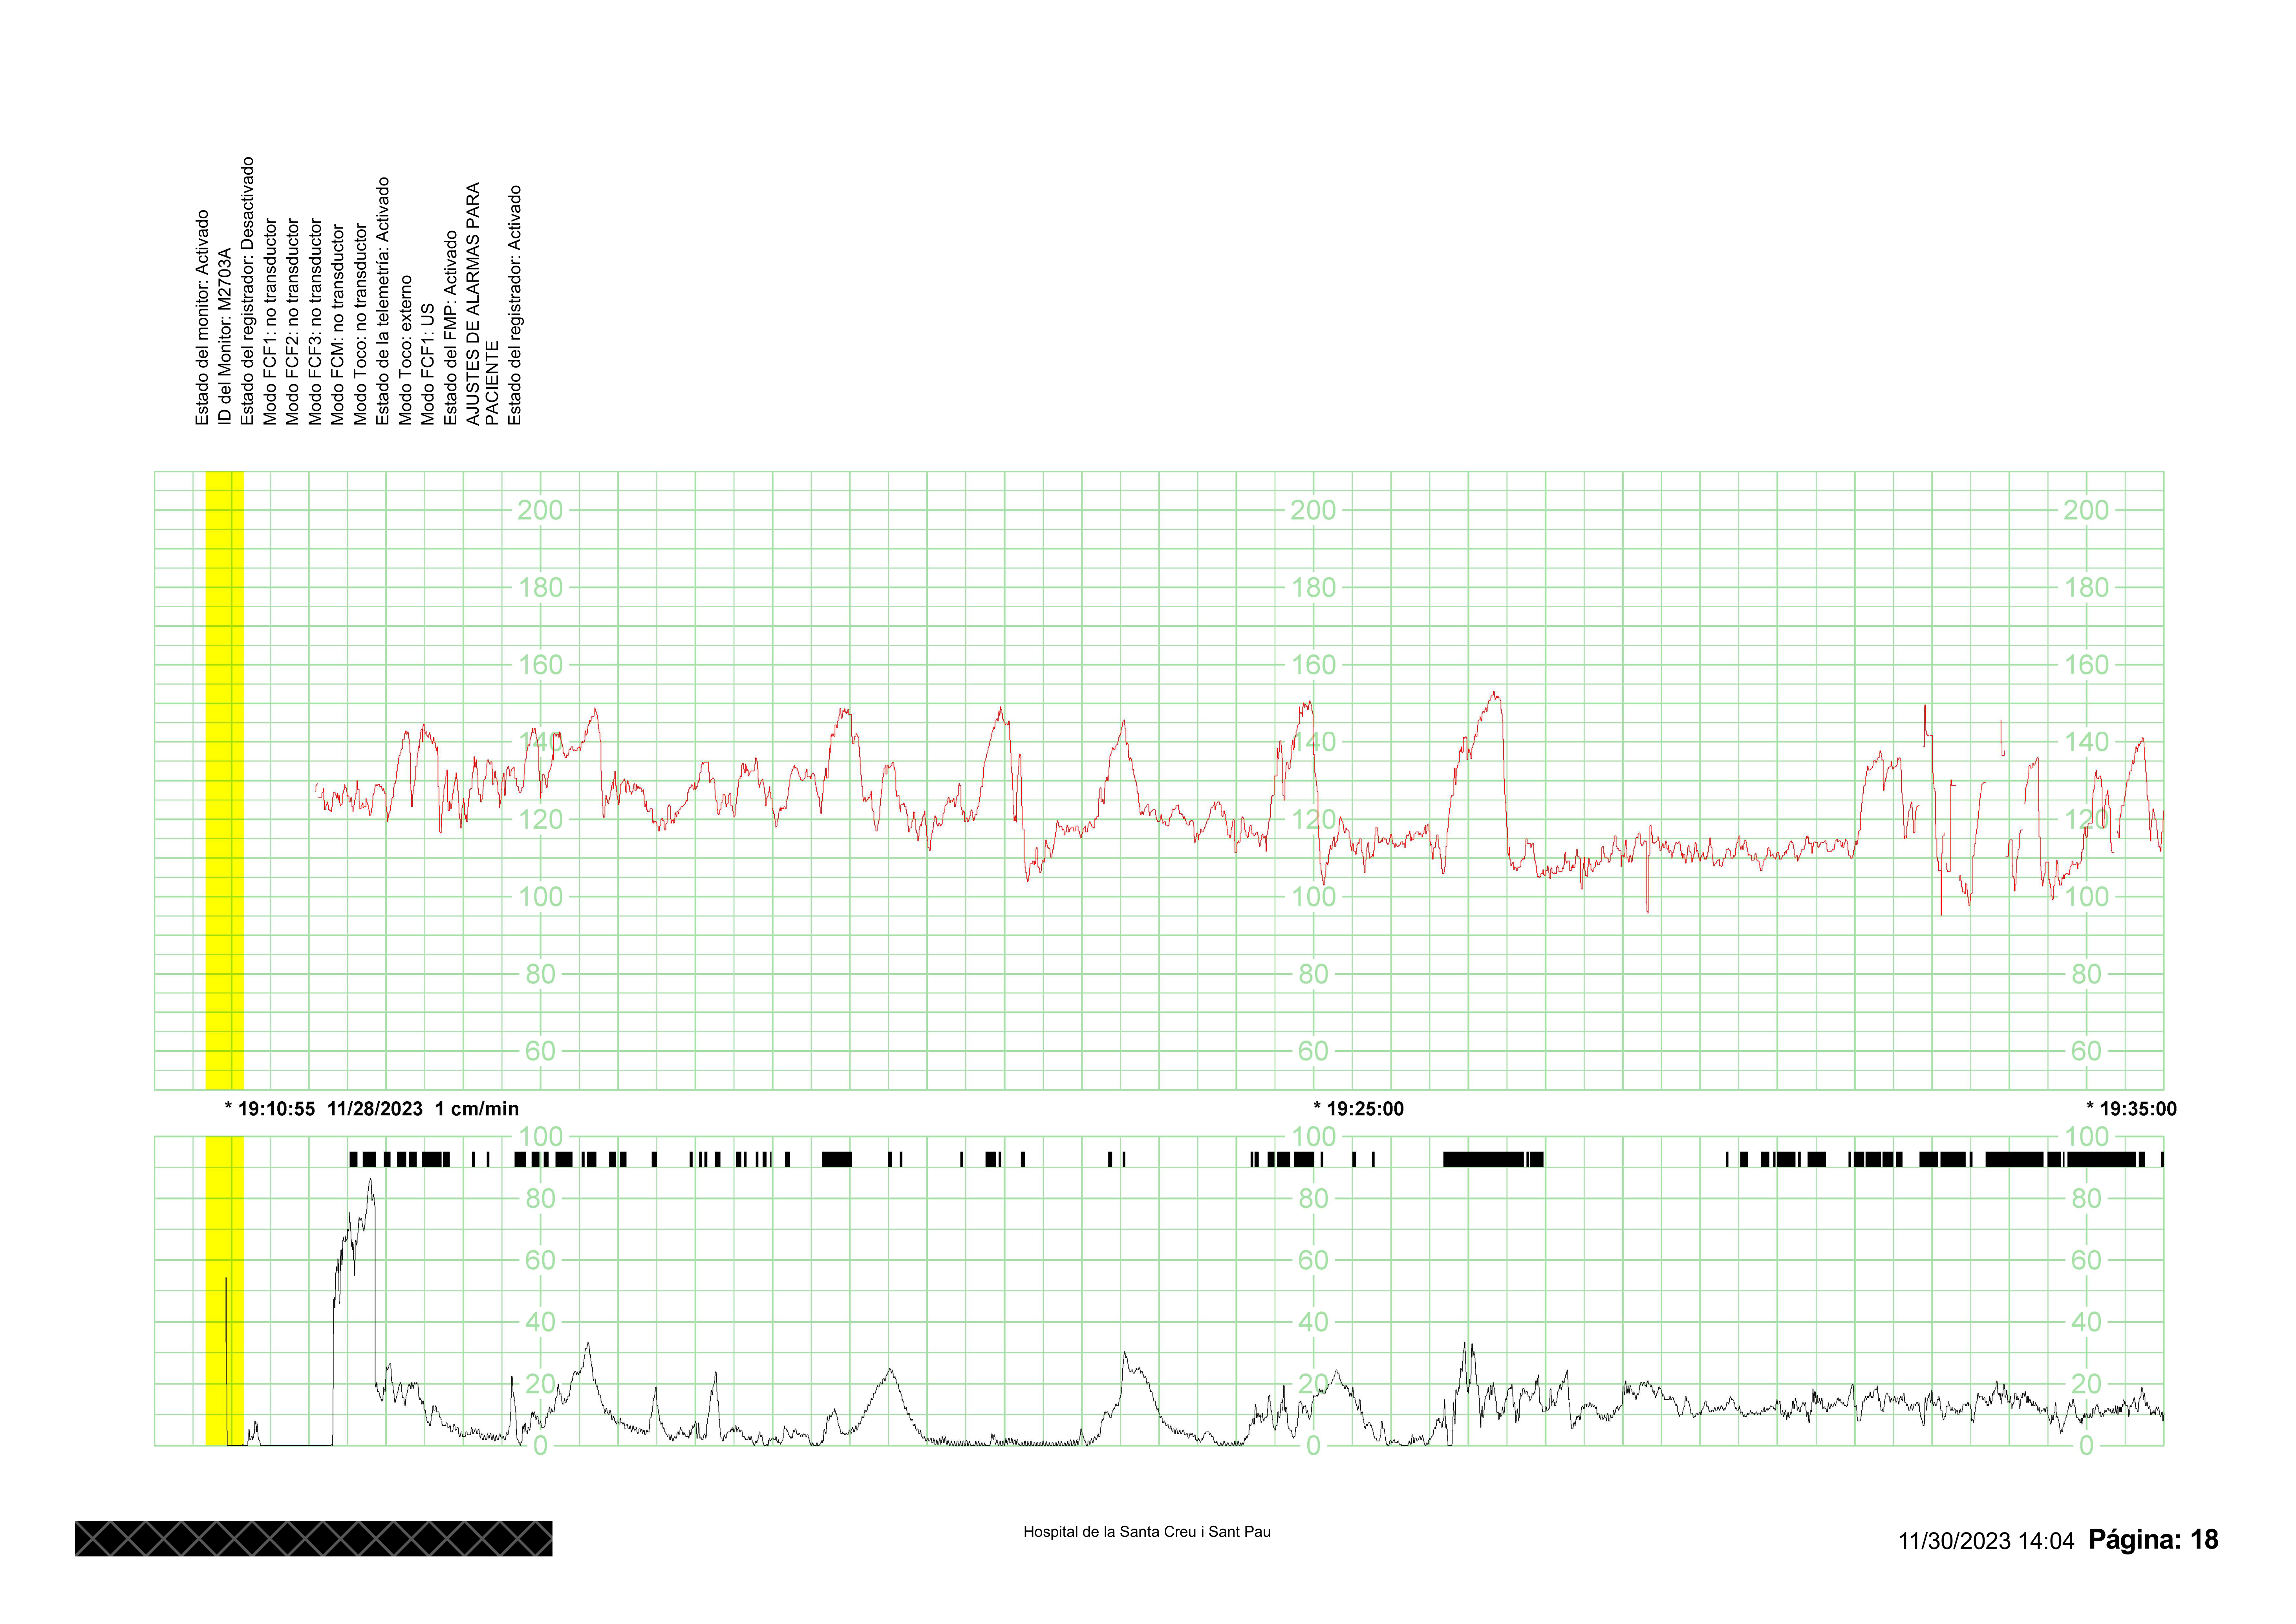 Estado del monitor: Activado
ID del Monitor: M2703A
Estado del registrador: Desactivado
Modo FCF1: no transductor
Modo FCF2: no transductor
Modo FCF3: no transductor
Modo FCM: no transductor
Modo Toco: no transductor
Estado de la telemetría: Activado
Modo Toco: externo
Modo FCF1: US
Estado del FMP: Activado
AJUSTES DE ALARMAS PARA
PACIENTE
Estado del registrador: Activado
200 200 200
180 180 180
160 160 160
140 140 140
120 120 120
100 100 100
80 80 80
60 60 60
* 19:10:55 11/28/2023 1 cm/min * 19:25:00 * 19:35:00
100 100 100
80 80 80
60 60 60
40 40 40
20 20 20
0 0 0
Hospital de la Santa Creu i Sant Pau
11/30/2023 14:04 Página: 18